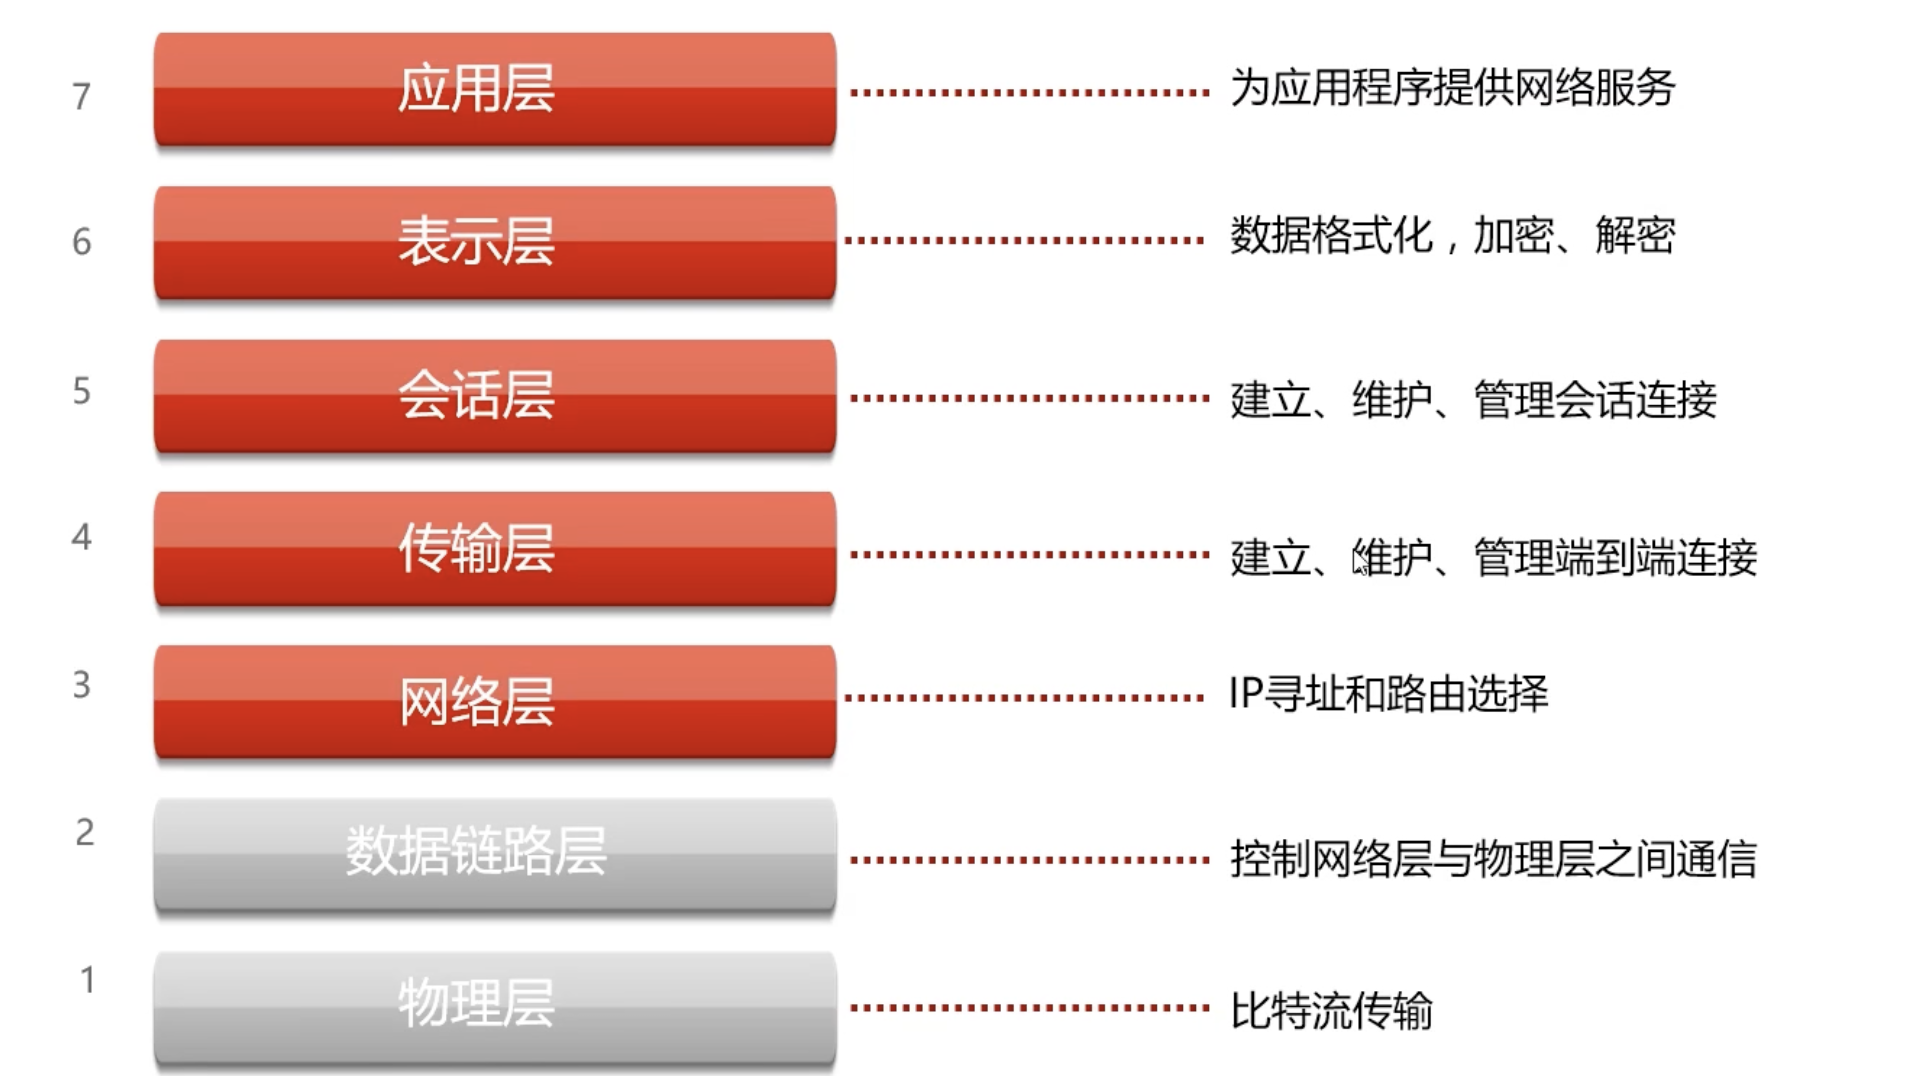 7 应用层 为应用程序提供网络服务
6 表示层 数据格式化，加密、解密
5 会话层 建立、维护、管理会话连接
4 传输层 建立、维护、管理端到端连接
3 网络层 IP寻址和路由选择
2 数据链路层 控制网络层与物理层之间通信
1 物理层 比特流传输